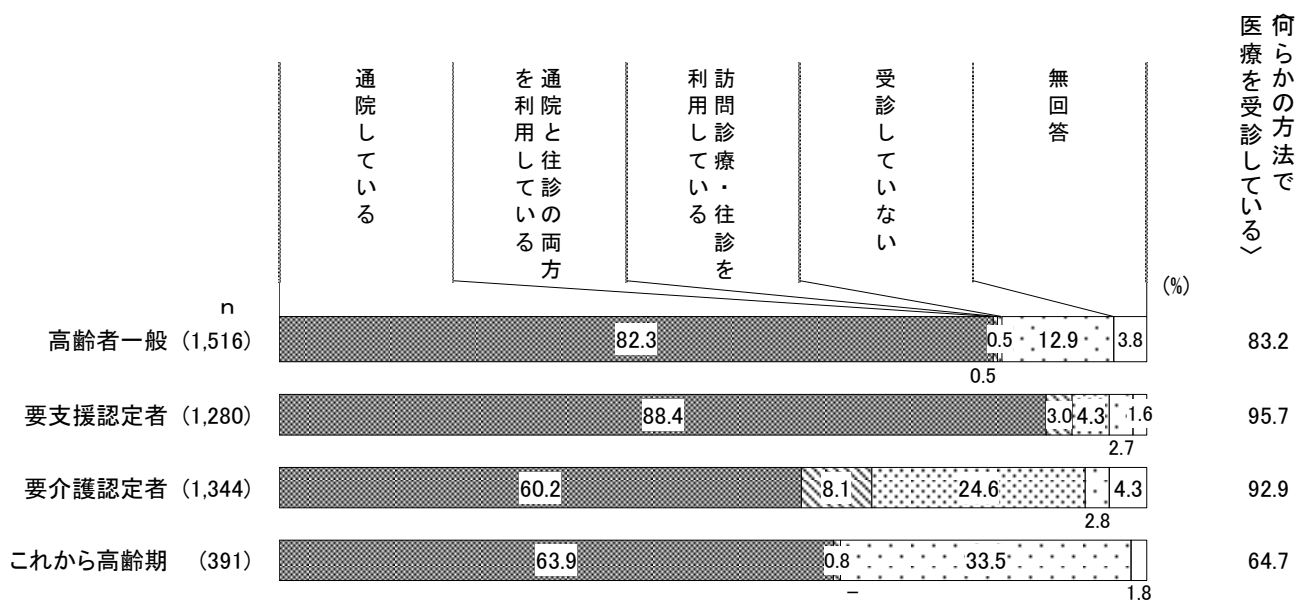 何らかの方法で
医療を受診している〉
通院している
通院と往診の両方
を利用している
訪問診療・往診を
利用している
受診していない
無回答
(%)
n
高齢者一般 (1,516) 82.3 0.5 12.9 3.8 83.2
0.5
要支援認定者 (1,280) 88.4 3.0 4.3 1.6 95.7
2.7
要介護認定者 (1,344) 60.2 8.1 24.6 4.3 92.9
2.8
これから高齢期 (391) 63.9 0.8 33.5 64.7
– 1.8